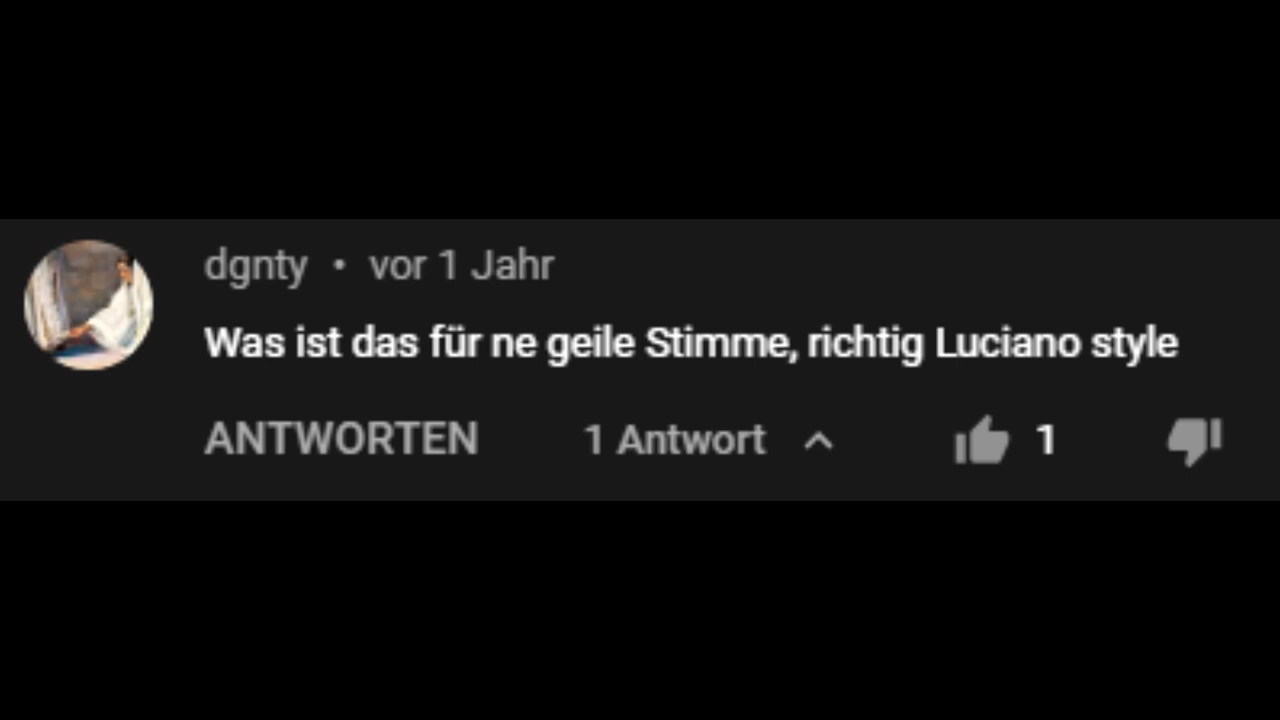 dgnty • vor 1 Jahr
Was ist das für ne geile Stimme, richtig Luciano style
ANTWORTEN 1 Antwort 1